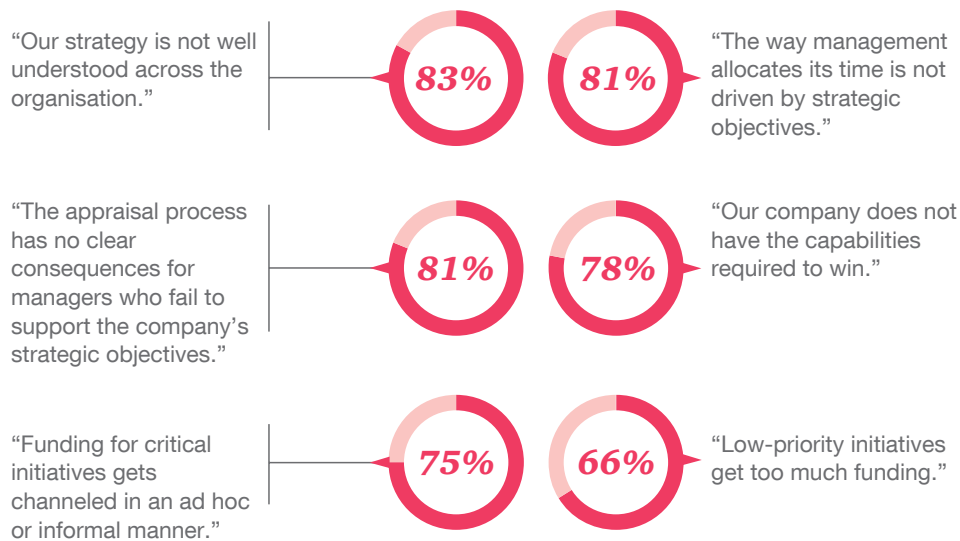 “Our strategy is not well
understood across the
organisation.”
83%
81%
“The way management
allocates its time is not
driven by strategic
objectives.”
“The appraisal process
has no clear
consequences for
managers who fail to
support the company’s
strategic objectives.”
81%
78%
“Our company does not
have the capabilities
required to win.”
“Funding for critical
initiatives gets
channeled in an ad hoc
or informal manner.”
75%
66%
“Low-priority initiatives
get too much funding.”